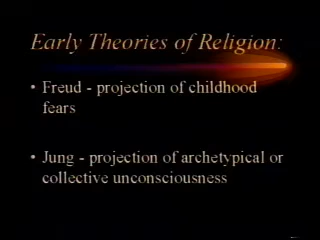 Early Theories of Religion:
• Freud - projection of childhood
fears
• Jung - projection of archetypical or
collective unconsciousness